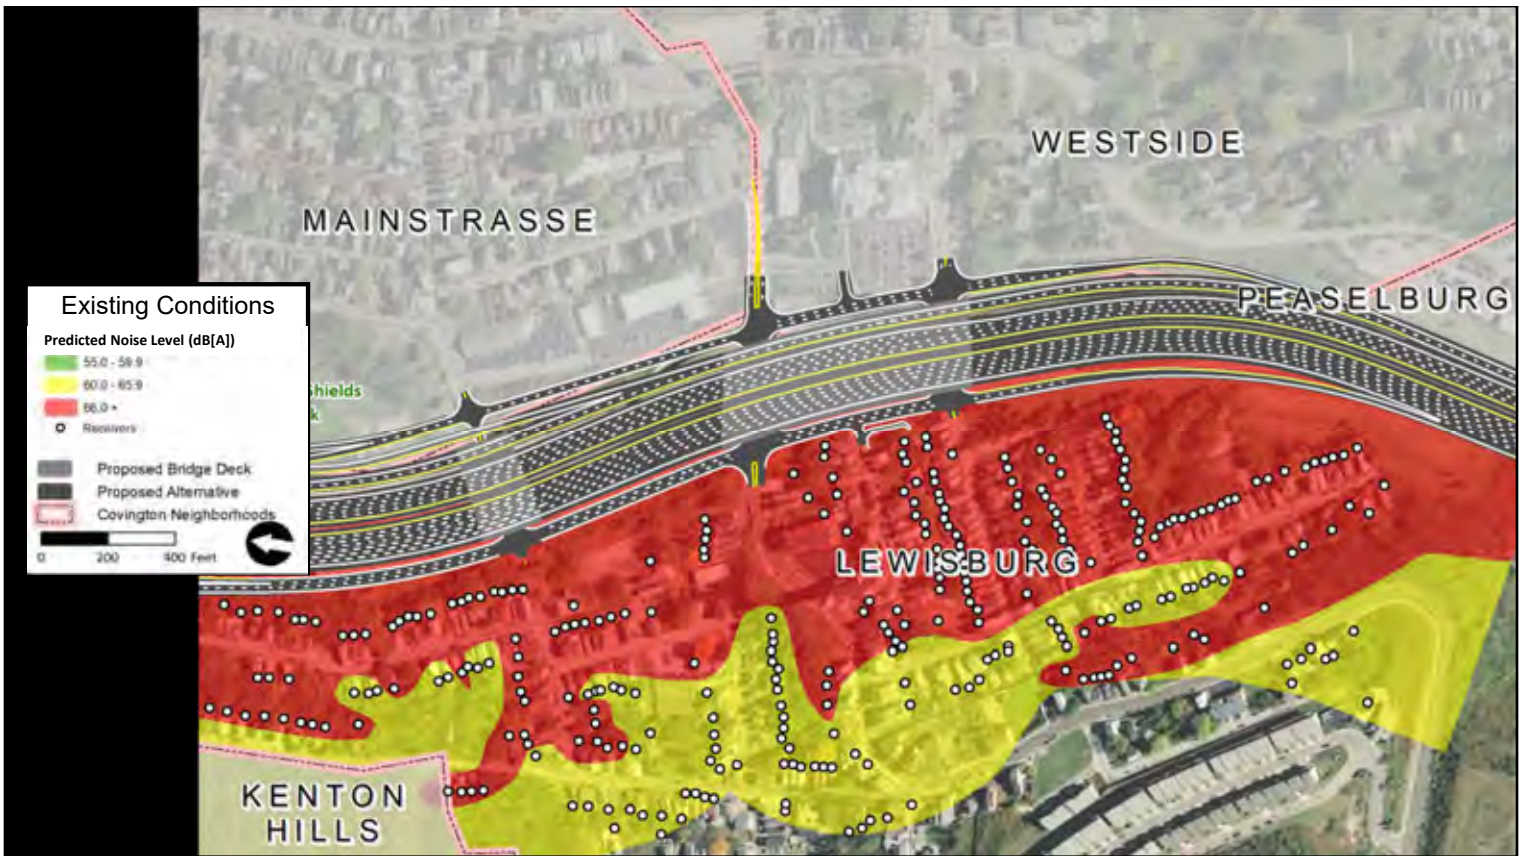 WESTSIDE
MAINSTRASSE
PEASELBURG
Existing Conditions
Predicted Noise Level (dB[A])
55.0 - 59.9
60.0 - 65.9
66.0 +
Receivers
Proposed Bridge Deck
Proposed Alternative
Covington Neighborhoods
0 200 400 Feet
Shields
k
LEWISBURG
KENTON
HILLS